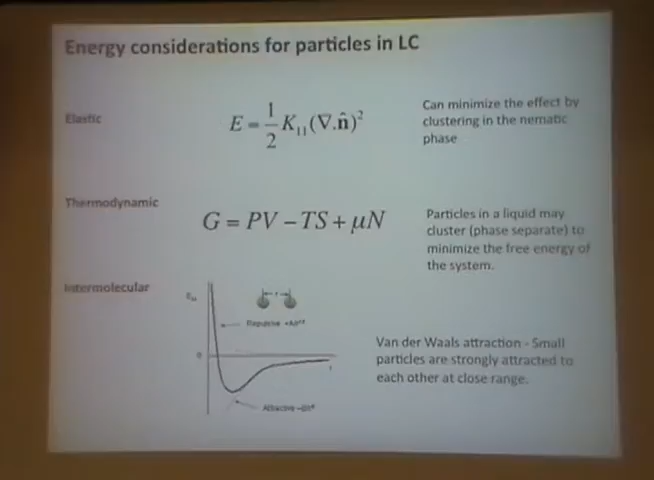 Energy considerations for particles in LC
Elastic
E = 1/2 K₁₁(∇.n̂)²
Can minimize the effect by
clustering in the nematic
phase
Thermodynamic
G = PV − TS + μN
Particles in a liquid may
cluster (phase separate) to
minimize the free energy of
the system.
Intermolecular
r
Repulsive
0
r
Attractive
Van der Waals attraction - Small
particles are strongly attracted to
each other at close range.